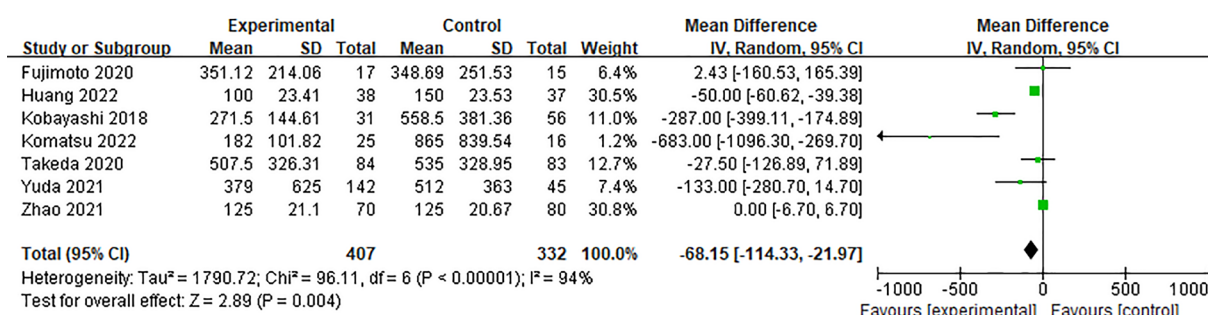 Experimental Control Mean Difference Mean Difference
Study or Subgroup Mean SD Total Mean SD Total Weight IV, Random, 95% CI IV, Random, 95% CI
Fujimoto 2020 351.12 214.06 17 348.69 251.53 15 6.4% 2.43 [-160.53, 165.39]
Huang 2022 100 23.41 38 150 23.53 37 30.5% -50.00 [-60.62, -39.38]
Kobayashi 2018 271.5 144.61 31 558.5 381.36 56 11.0% -287.00 [-399.11, -174.89]
Komatsu 2022 182 101.82 25 865 839.54 16 1.2% -683.00 [-1096.30, -269.70]
Takeda 2020 507.5 326.31 84 535 328.95 83 12.7% -27.50 [-126.89, 71.89]
Yuda 2021 379 625 142 512 363 45 7.4% -133.00 [-280.70, 14.70]
Zhao 2021 125 21.1 70 125 20.67 80 30.8% 0.00 [-6.70, 6.70]
Total (95% CI) 407 332 100.0% -68.15 [-114.33, -21.97]
Heterogeneity: Tau² = 1790.72; Chi² = 96.11, df = 6 (P < 0.00001); I² = 94%
Test for overall effect: Z = 2.89 (P = 0.004)
-1000 -500 0 500 1000
Favours [experimental] Favours [control]